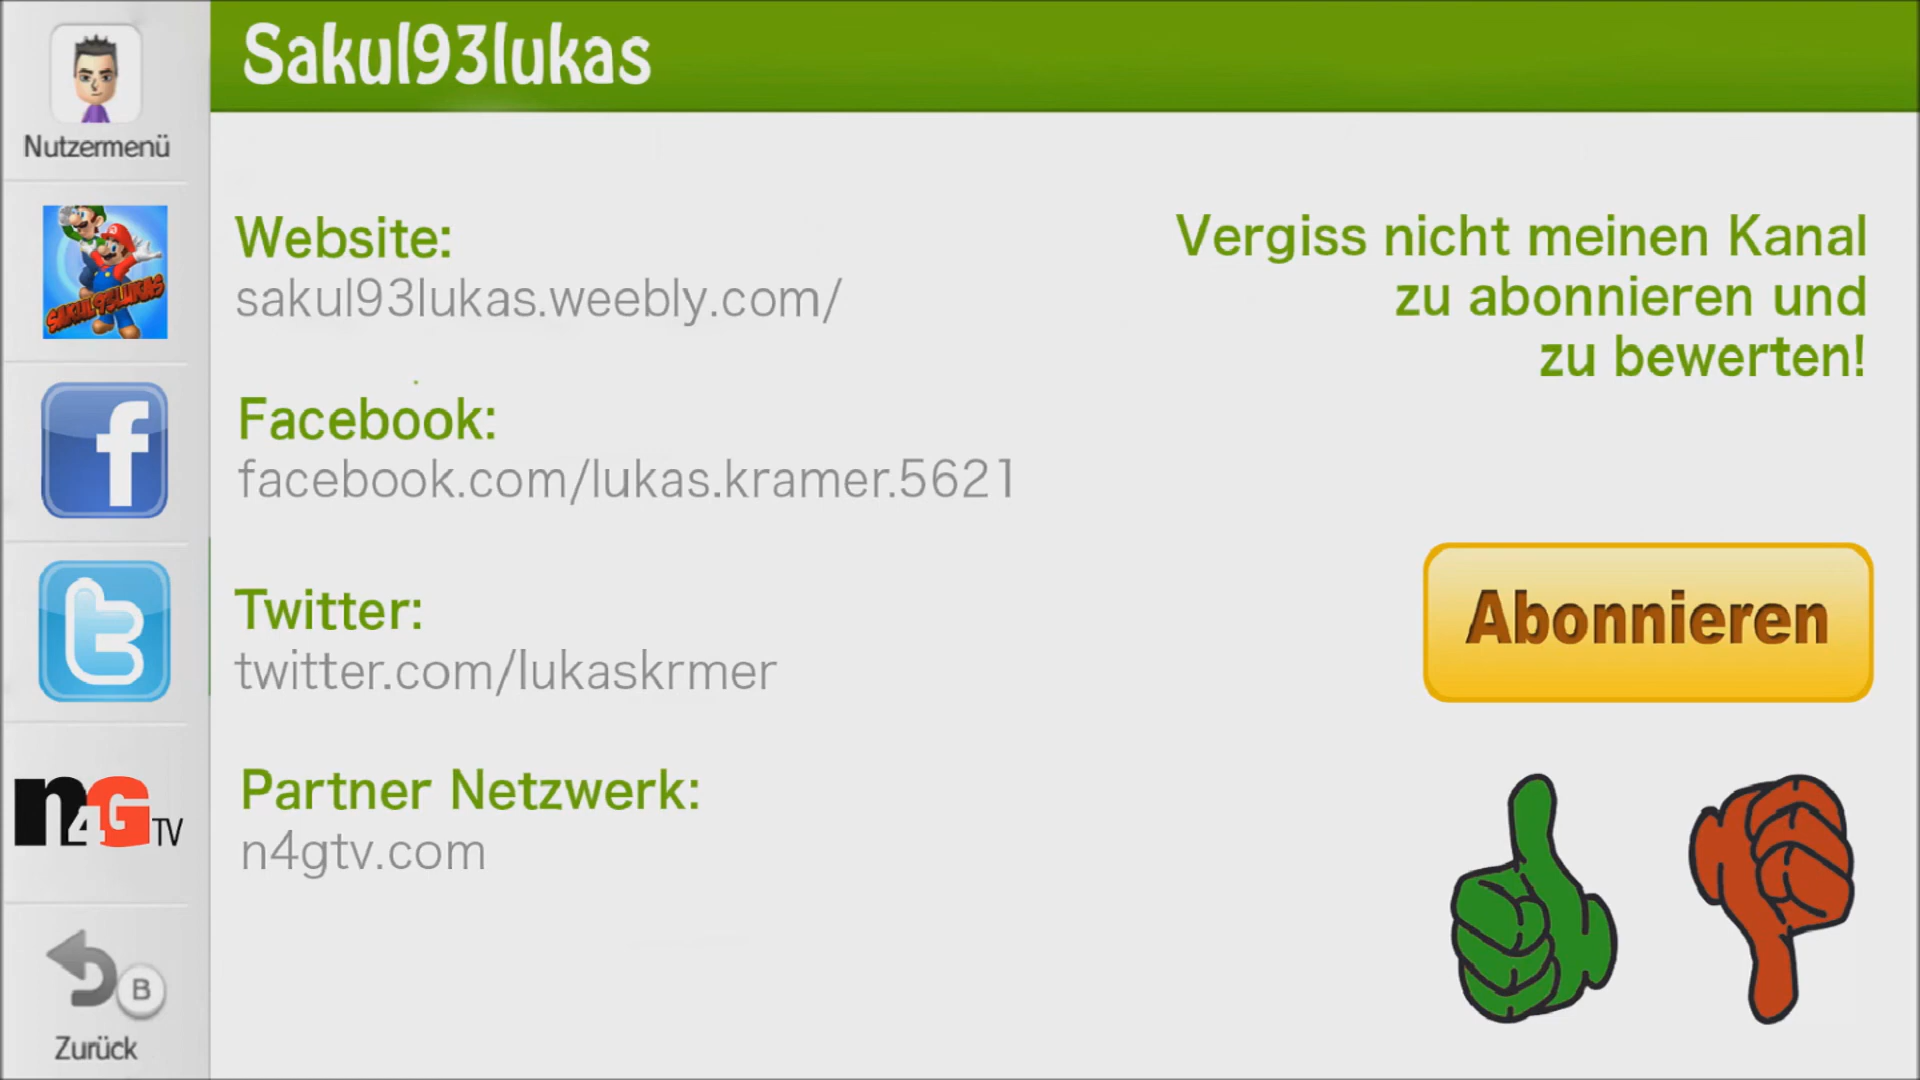 Sakul93lukas
Nutzermenü
SAKUL93LUKAS
Website:
sakul93lukas.weebly.com/
Vergiss nicht meinen Kanal
zu abonnieren und
zu bewerten!
f
Facebook:
facebook.com/lukas.kramer.5621
t
Twitter:
twitter.com/lukaskrmer
Abonnieren
n4G TV
Partner Netzwerk:
n4gtv.com
B
Zurück